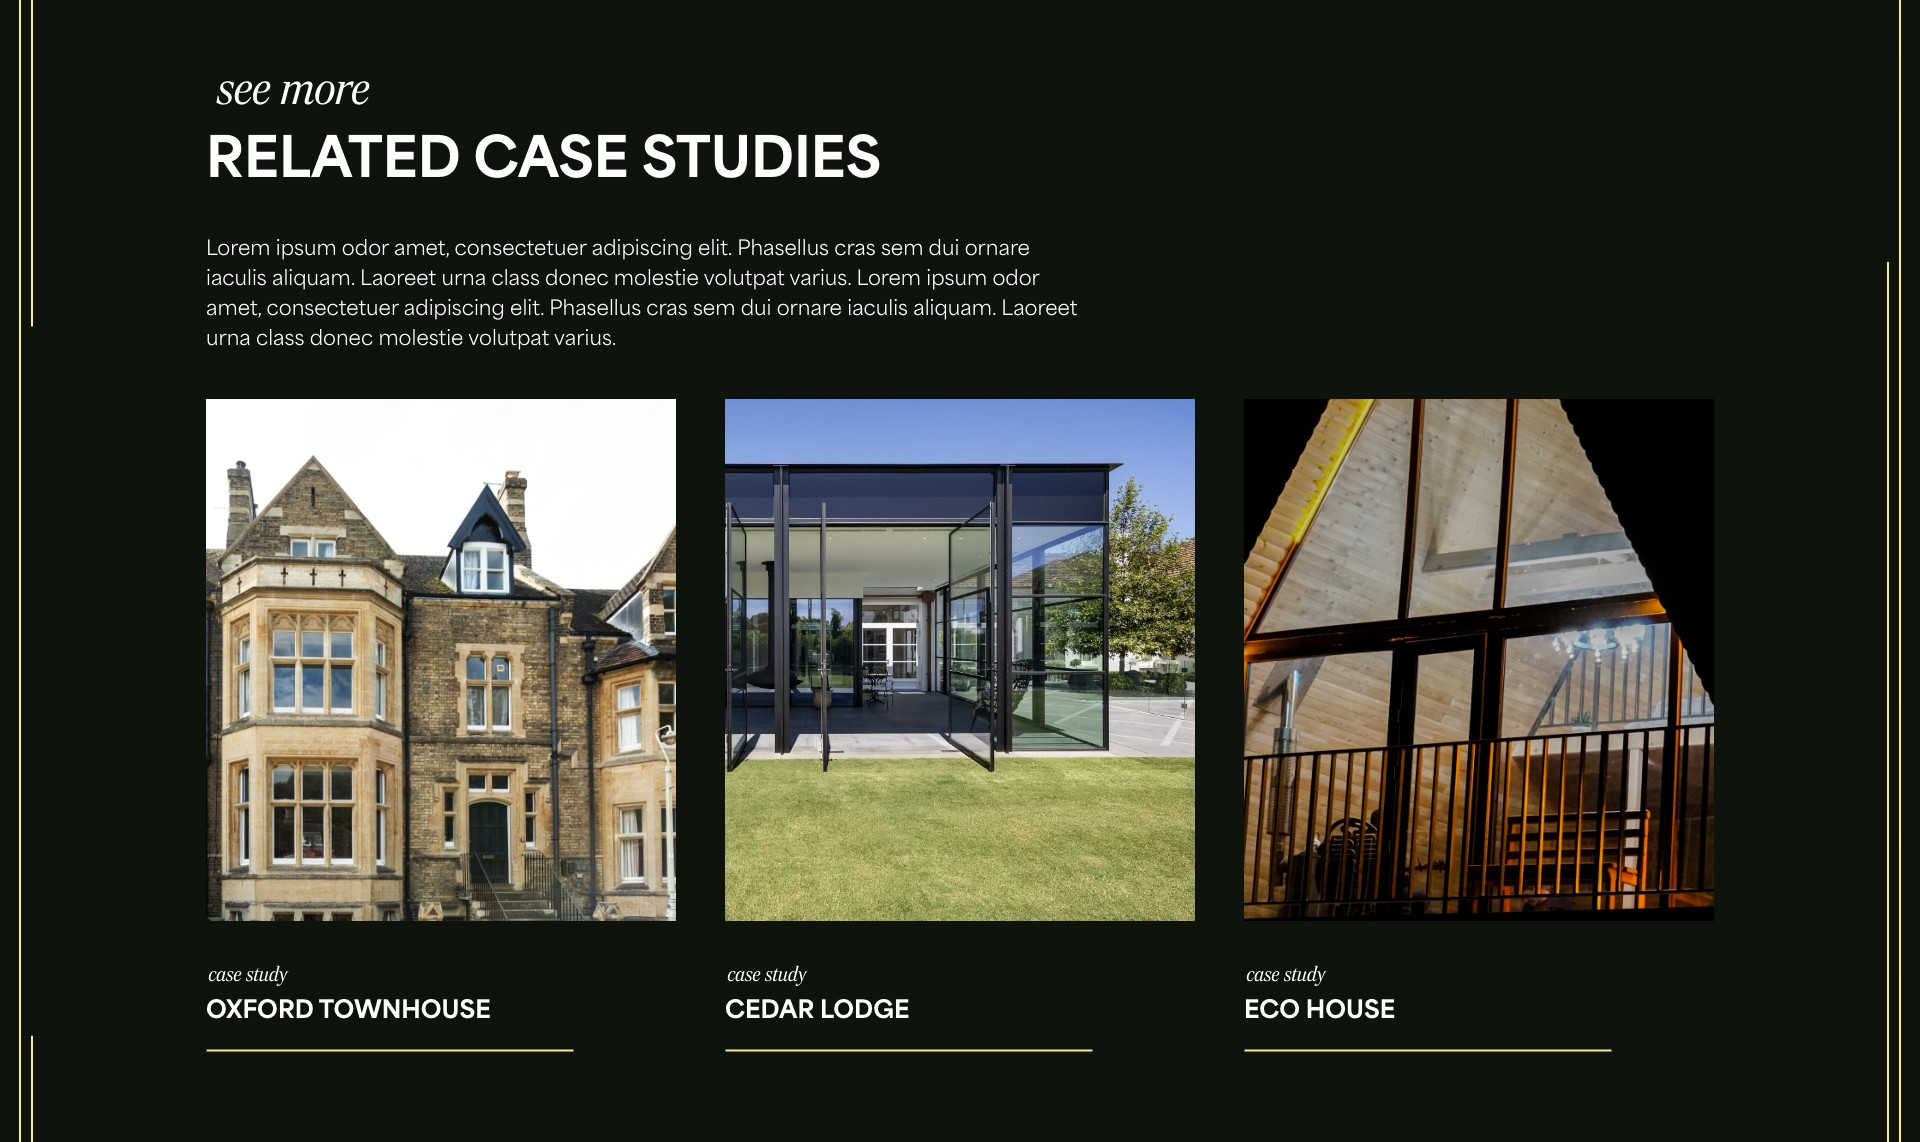 see more
RELATED CASE STUDIES
Lorem ipsum odor amet, consectetuer adipiscing elit. Phasellus cras sem dui ornare
iaculis aliquam. Laoreet urna class donec molestie volutpat varius. Lorem ipsum odor
amet, consectetuer adipiscing elit. Phasellus cras sem dui ornare iaculis aliquam. Laoreet
urna class donec molestie volutpat varius.
case study
OXFORD TOWNHOUSE
case study
CEDAR LODGE
case study
ECO HOUSE